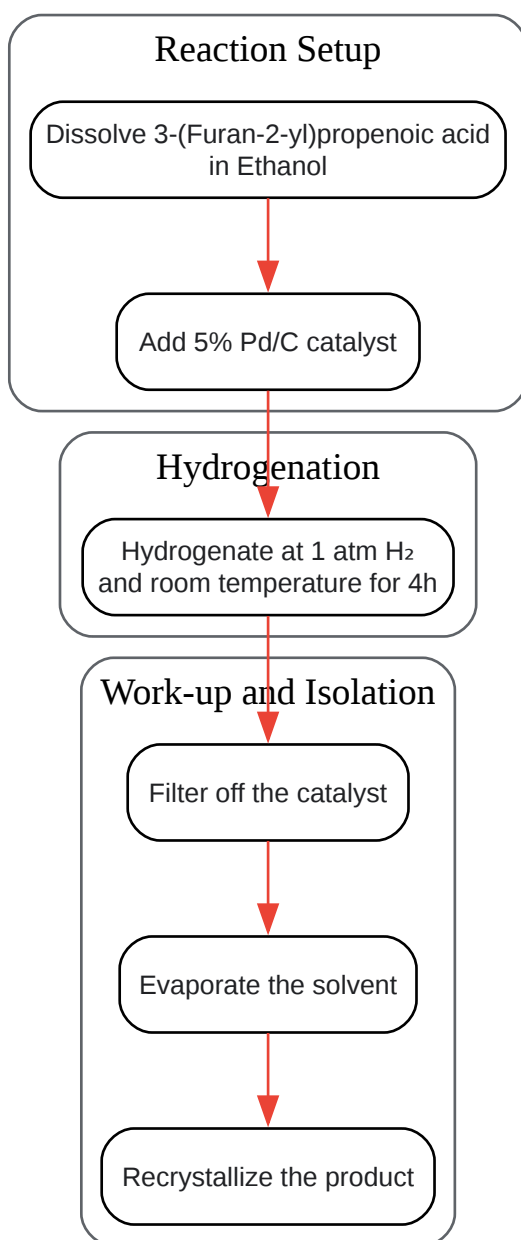 Reaction Setup
Dissolve 3-(Furan-2-yl)propenoic acid
in Ethanol
Add 5% Pd/C catalyst
Hydrogenation
Hydrogenate at 1 atm H₂
and room temperature for 4h
Work-up and Isolation
Filter off the catalyst
Evaporate the solvent
Recrystallize the product